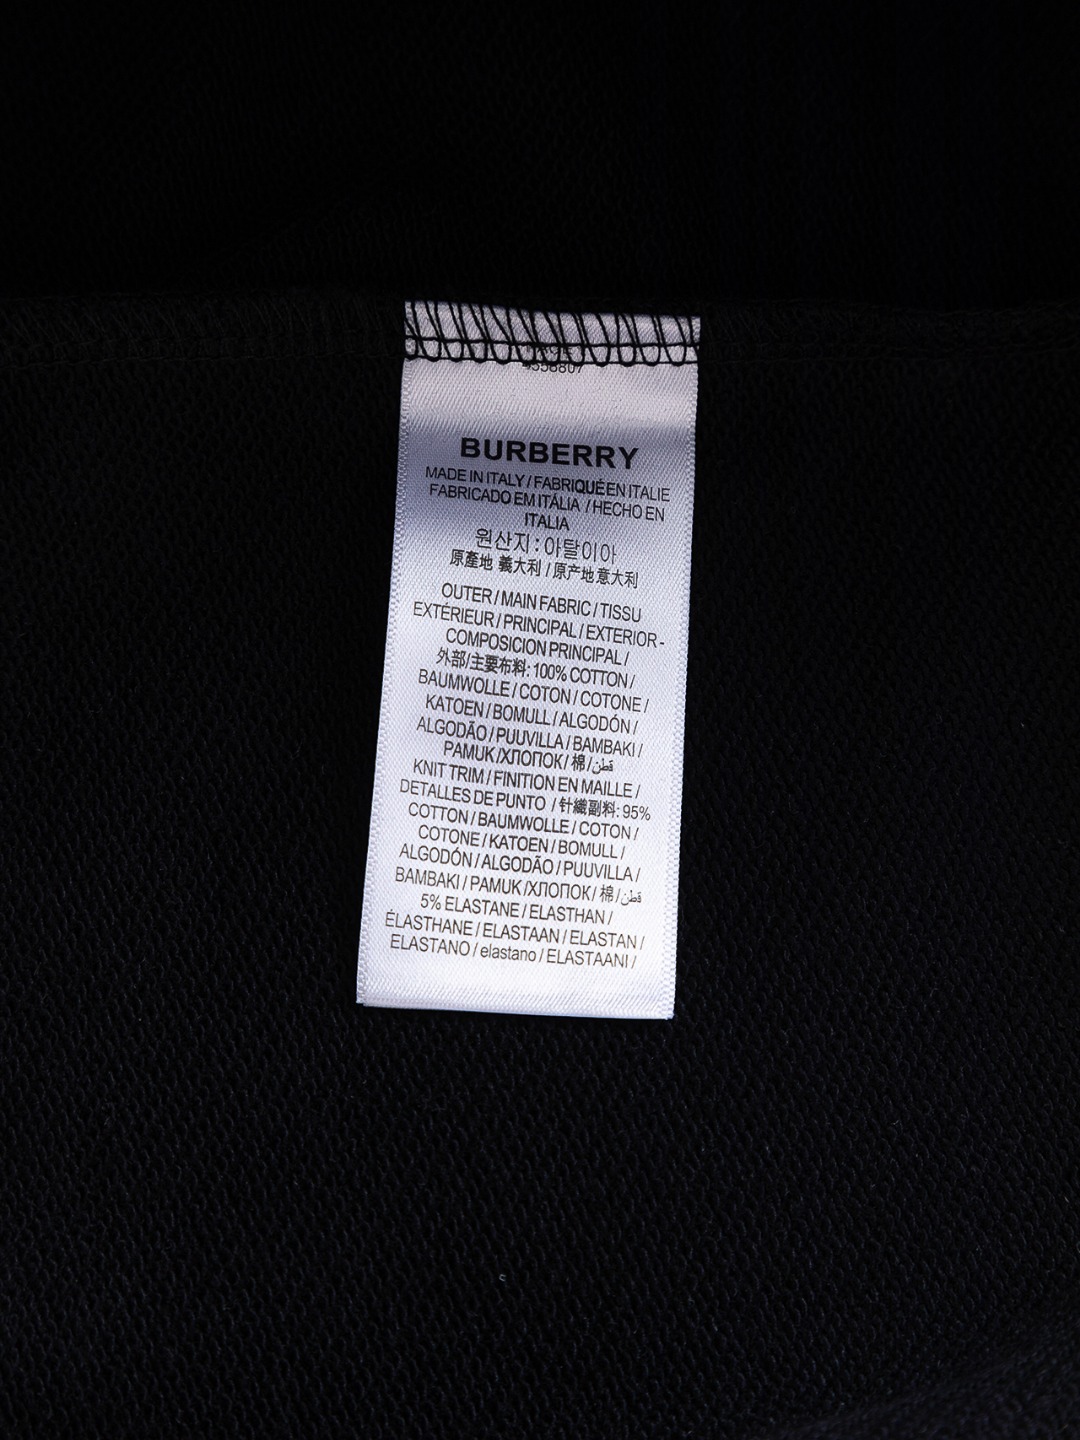 BURBERRY
MADE IN ITALY / FABRIQUÉ EN ITALIE
FABRICADO EM ITÁLIA / HECHO EN
ITALIA
원산지 : 아탈이아
原產地 義大利 / 原产地意大利
OUTER / MAIN FABRIC / TISSU
EXTÉRIEUR / PRINCIPAL / EXTERIOR -
COMPOSICION PRINCIPAL /
外部/主要布料: 100% COTTON /
BAUMWOLLE / COTON / COTONE /
KATOEN / BOMULL / ALGODÓN /
ALGODÃO / PUUVILLA / BAMBAKI /
PAMUK /ХЛОПОК / 棉 / قطن
KNIT TRIM / FINITION EN MAILLE /
DETALLES DE PUNTO / 针織副料: 95%
COTTON / BAUMWOLLE / COTON /
COTONE / KATOEN / BOMULL /
ALGODÓN / ALGODÃO / PUUVILLA /
BAMBAKI / PAMUK /ХЛОПОК / 棉 / قطن
5% ELASTANE / ELASTHAN /
ÉLASTHANE / ELASTAAN / ELASTAN /
ELASTANO / elastano / ELASTAANI /